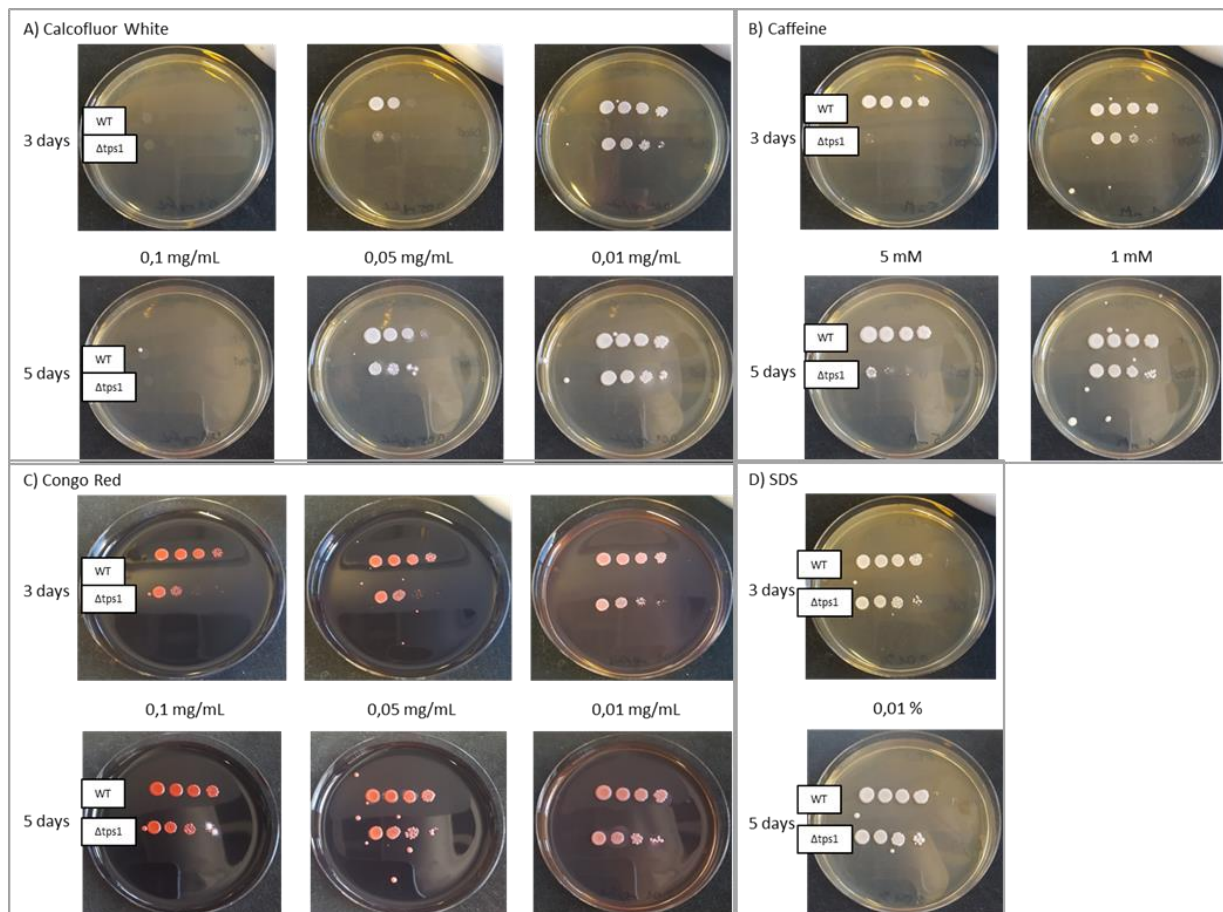 A) Calcofluor White
3 days
WT
Δtps1
0,1 mg/mL
0,05 mg/mL
0,01 mg/mL
5 days
WT
Δtps1
B) Caffeine
3 days
WT
Δtps1
5 mM
1 mM
5 days
WT
Δtps1
C) Congo Red
3 days
WT
Δtps1
0,1 mg/mL
0,05 mg/mL
0,01 mg/mL
5 days
WT
Δtps1
D) SDS
3 days
WT
Δtps1
0,01 %
5 days
WT
Δtps1